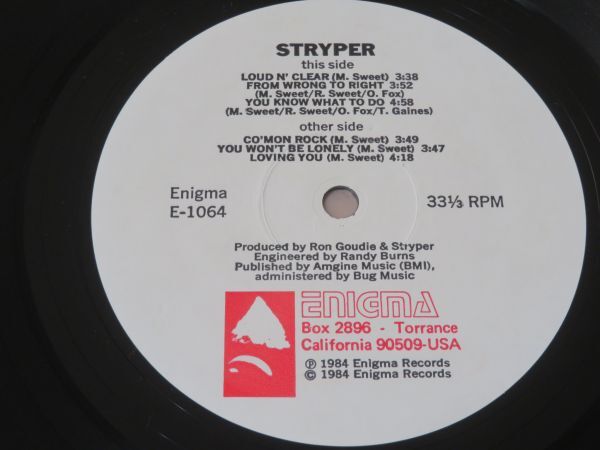 STRYPER
this side
LOUD N' CLEAR (M. Sweet) 3:38
FROM WRONG TO RIGHT 3:52
(M. Sweet/R. Sweet/O. Fox)
YOU KNOW WHAT TO DO 4:58
(M. Sweet/R. Sweet/O. Fox/T. Gaines)
other side
CO'MON ROCK (M. Sweet) 3:49
YOU WON'T BE LONELY (M. Sweet) 3:47
LOVING YOU (M. Sweet) 4:18
Enigma
E-1064
33⅓ RPM
Produced by Ron Goudie & Stryper
Engineered by Randy Burns
Published by Amgine Music (BMI),
administered by Bug Music
ENIGMA
Box 2896 - Torrance
California 90509-USA
℗ 1984 Enigma Records
© 1984 Enigma Records